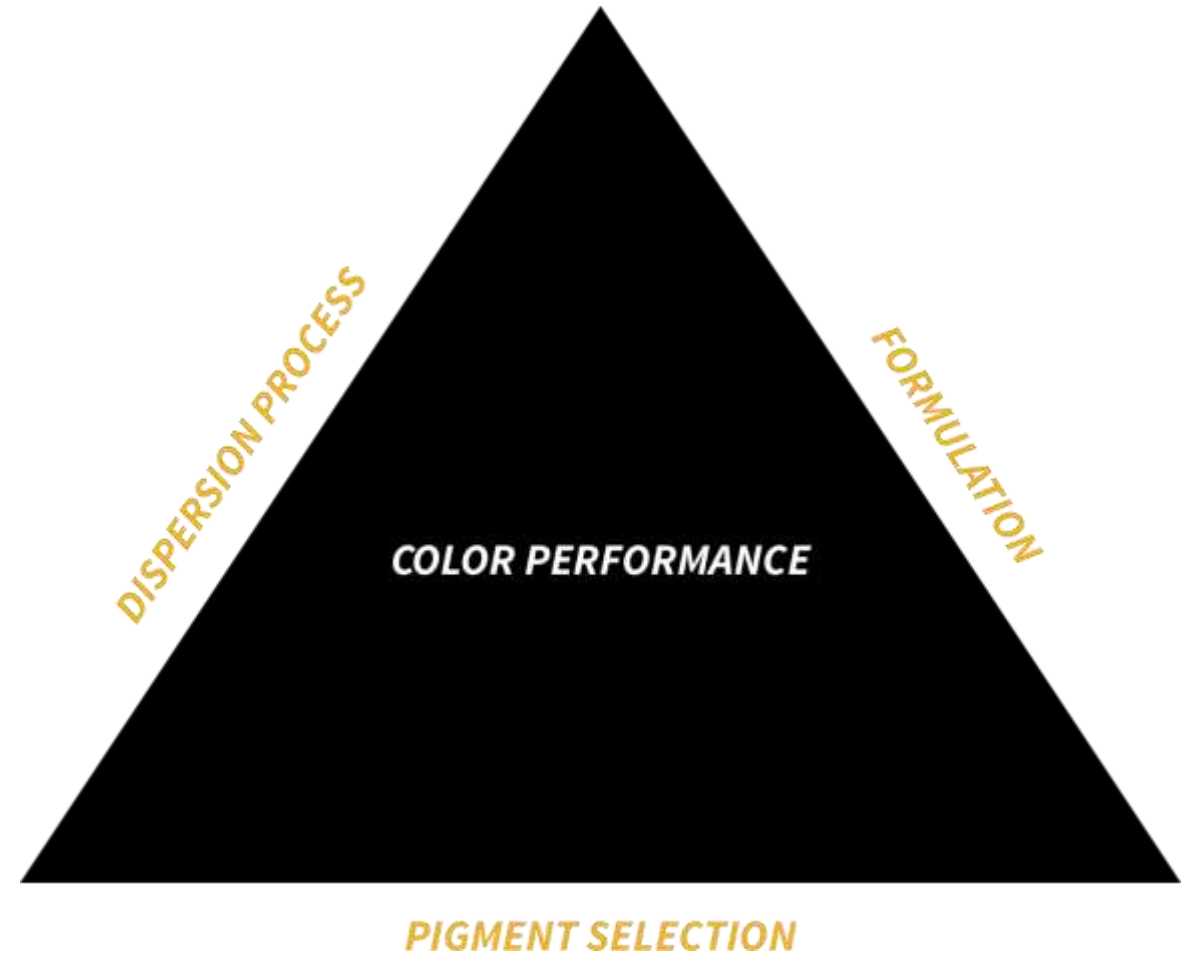 DISPERSION PROCESS
FORMULATION
COLOR PERFORMANCE
PIGMENT SELECTION